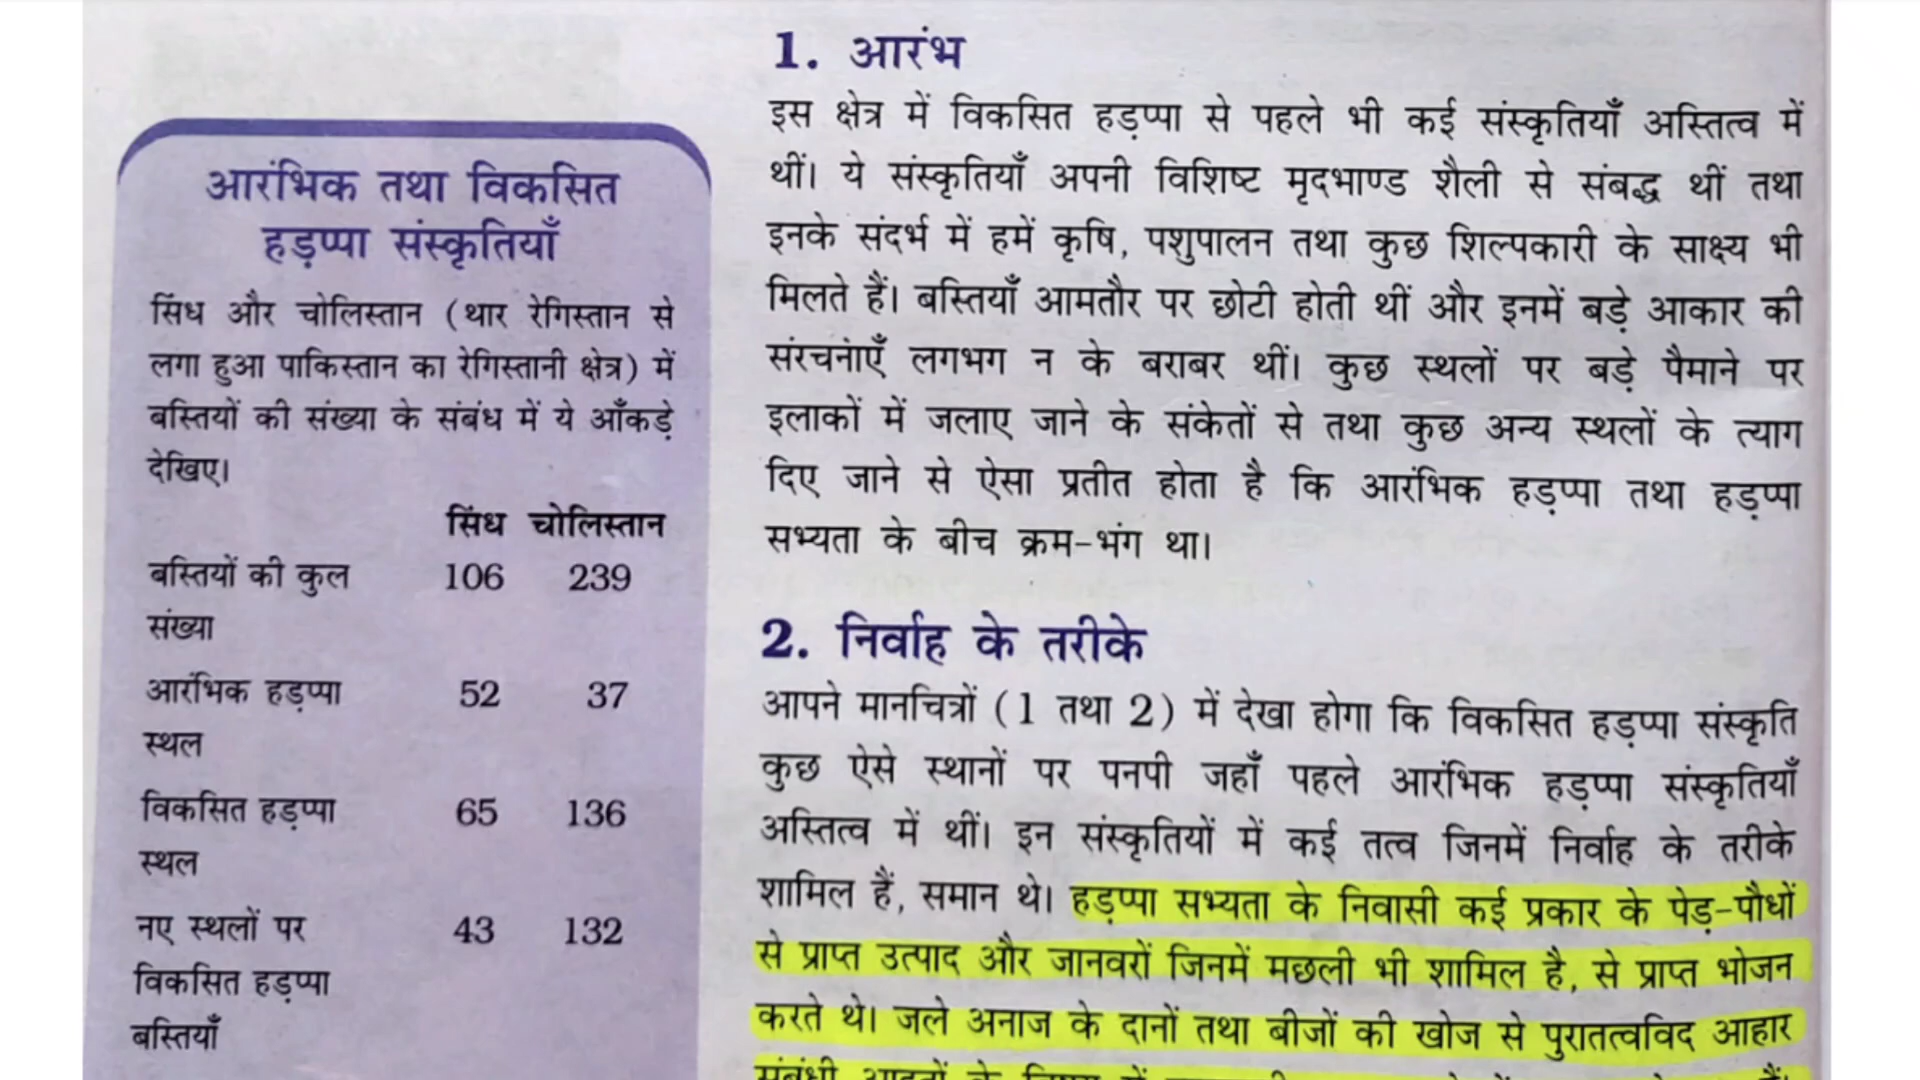 आरंभिक तथा विकसित
हड़प्पा संस्कृतियाँ
सिंध और चोलिस्तान (थार रेगिस्तान से
लगा हुआ पाकिस्तान का रेगिस्तानी क्षेत्र) में
बस्तियों की संख्या के संबंध में ये आँकड़े
देखिए।
सिंध चोलिस्तान
बस्तियों की कुल 106 239
संख्या
आरंभिक हड़प्पा 52 37
स्थल
विकसित हड़प्पा 65 136
स्थल
नए स्थलों पर 43 132
विकसित हड़प्पा
बस्तियाँ
1. आरंभ
इस क्षेत्र में विकसित हड़प्पा से पहले भी कई संस्कृतियाँ अस्तित्व में
थीं। ये संस्कृतियाँ अपनी विशिष्ट मृदभाण्ड शैली से संबद्ध थीं तथा
इनके संदर्भ में हमें कृषि, पशुपालन तथा कुछ शिल्पकारी के साक्ष्य भी
मिलते हैं। बस्तियाँ आमतौर पर छोटी होती थीं और इनमें बड़े आकार की
संरचनाएँ लगभग न के बराबर थीं। कुछ स्थलों पर बड़े पैमाने पर
इलाकों में जलाए जाने के संकेतों से तथा कुछ अन्य स्थलों के त्याग
दिए जाने से ऐसा प्रतीत होता है कि आरंभिक हड़प्पा तथा हड़प्पा
सभ्यता के बीच क्रम-भंग था।
2. निर्वाह के तरीके
आपने मानचित्रों (1 तथा 2) में देखा होगा कि विकसित हड़प्पा संस्कृति
कुछ ऐसे स्थानों पर पनपी जहाँ पहले आरंभिक हड़प्पा संस्कृतियाँ
अस्तित्व में थीं। इन संस्कृतियों में कई तत्व जिनमें निर्वाह के तरीके
शामिल हैं, समान थे। हड़प्पा सभ्यता के निवासी कई प्रकार के पेड़-पौधों
से प्राप्त उत्पाद और जानवरों जिनमें मछली भी शामिल है, से प्राप्त भोजन
करते थे। जले अनाज के दानों तथा बीजों की खोज से पुरातत्वविद आहार
संबंधी आदतों के विषय में